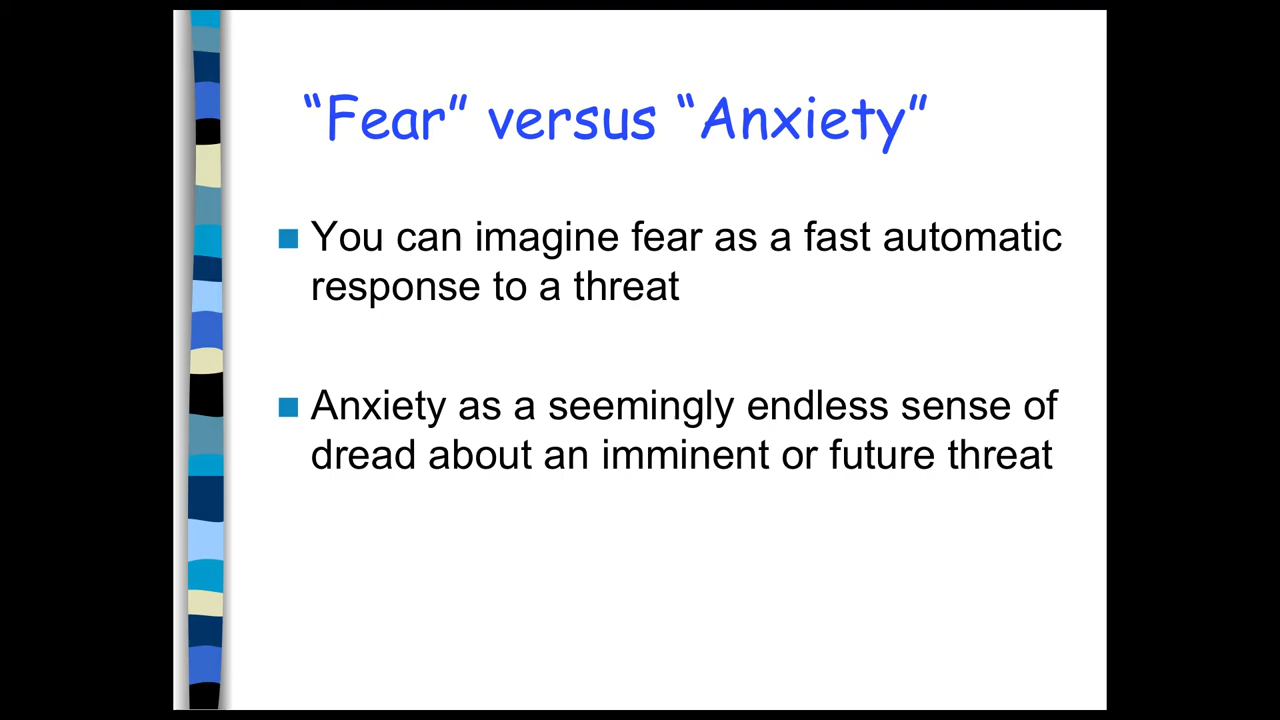 “Fear” versus “Anxiety”
You can imagine fear as a fast automatic
response to a threat
Anxiety as a seemingly endless sense of
dread about an imminent or future threat